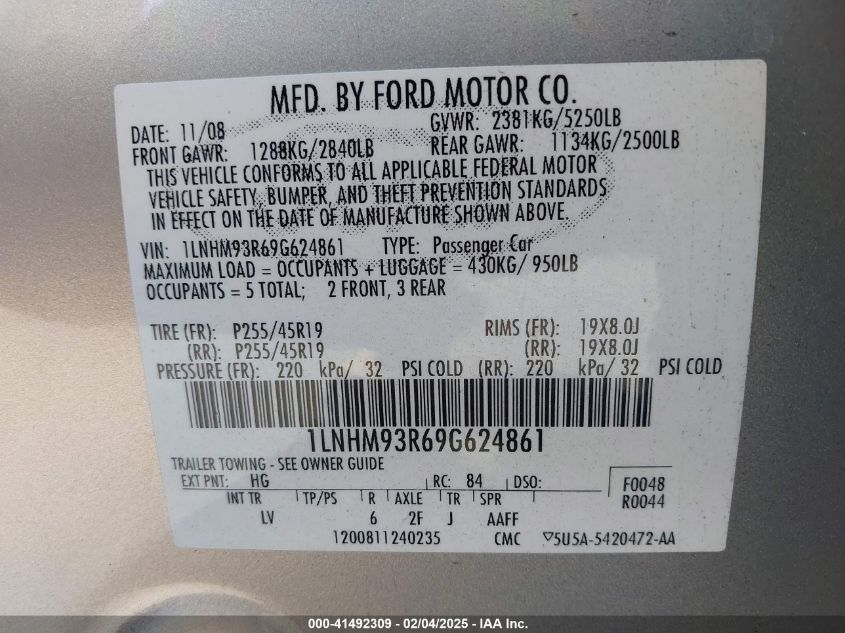 MFD. BY FORD MOTOR CO.
DATE: 11/08 GVWR: 2381KG/5250LB
FRONT GAWR: 1288KG/2840LB REAR GAWR: 1134KG/2500LB
THIS VEHICLE CONFORMS TO ALL APPLICABLE FEDERAL MOTOR
VEHICLE SAFETY, BUMPER, AND THEFT PREVENTION STANDARDS
IN EFFECT ON THE DATE OF MANUFACTURE SHOWN ABOVE.
VIN: 1LNHM93R69G624861 TYPE: Passenger Car
MAXIMUM LOAD = OCCUPANTS + LUGGAGE = 430KG/ 950LB
OCCUPANTS = 5 TOTAL; 2 FRONT, 3 REAR
TIRE (FR): P255/45R19 RIMS (FR): 19X8.0J
(RR): P255/45R19 (RR): 19X8.0J
PRESSURE (FR): 220 kPa/ 32 PSI COLD (RR): 220 kPa/ 32 PSI COLD
1LNHM93R69G624861
TRAILER TOWING - SEE OWNER GUIDE
EXT PNT: HG RC: 84 DSO: F0048
INT TR TP/PS R AXLE TR SPR R0044
LV 6 2F J AAFF
1200811240235 CMC ▽5U5A-5420472-AA
000-41492309 - 02/04/2025 - IAA Inc.